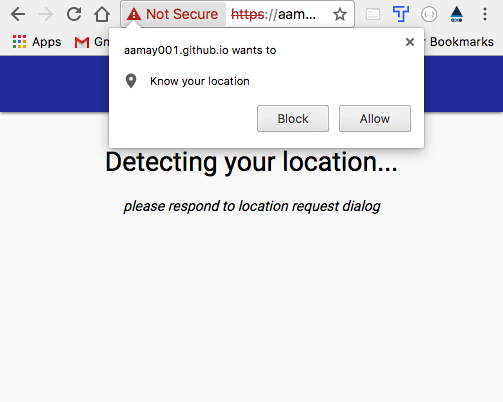 Not Secure https://aam...
Apps
aamay001.github.io wants to
Know your location
Block Allow
Bookmarks
Detecting your location...
please respond to location request dialog